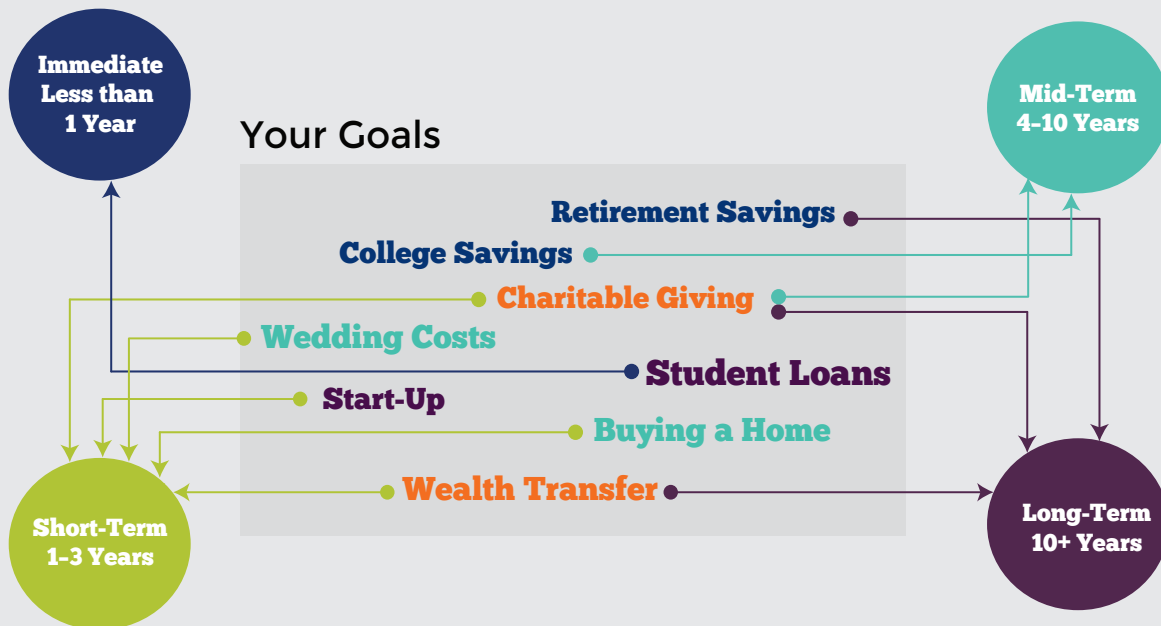 Immediate
Less than
1 Year
Mid-Term
4-10 Years
Your Goals
Retirement Savings
College Savings
Charitable Giving
Wedding Costs
Student Loans
Start-Up
Buying a Home
Wealth Transfer
Short-Term
1-3 Years
Long-Term
10+ Years